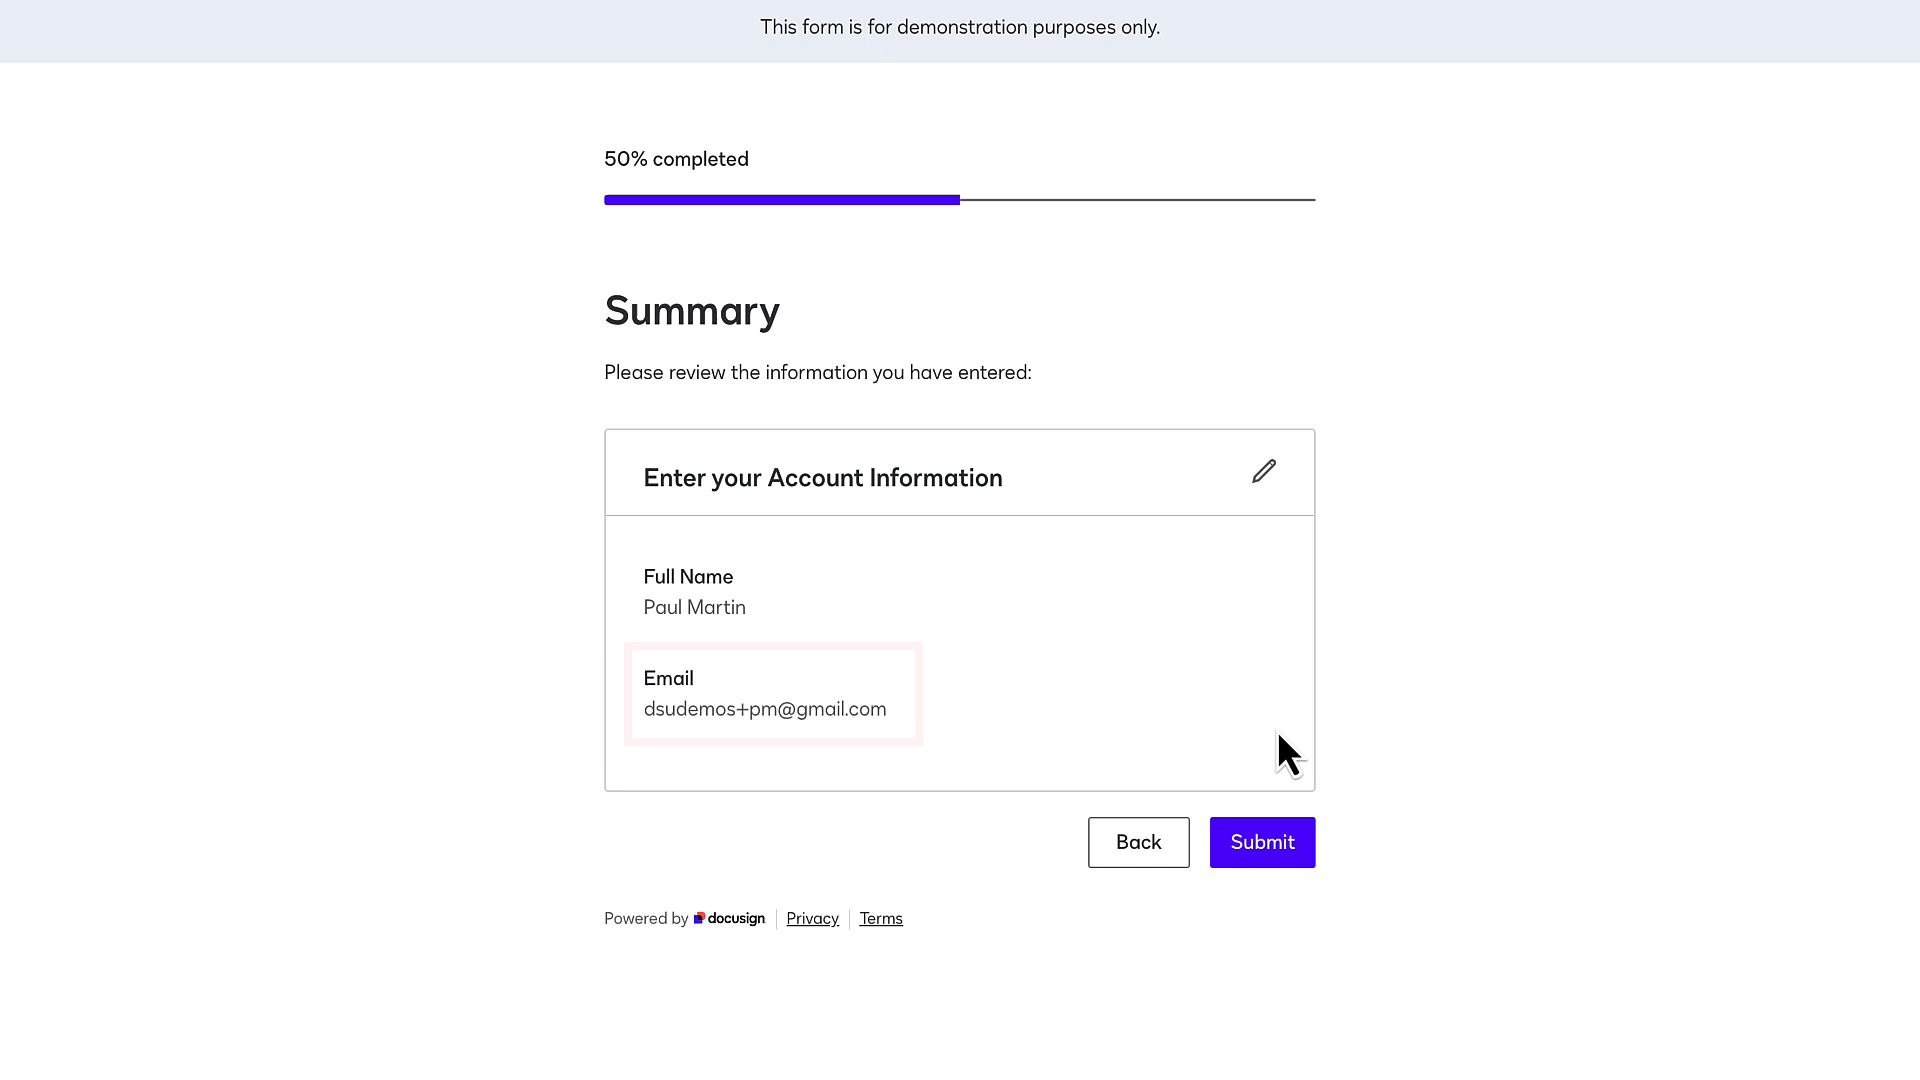 This form is for demonstration purposes only.
50% completed
Summary
Please review the information you have entered:
Enter your Account Information
Full Name
Paul Martin
Email
dsudemos+pm@gmail.com
Back
Submit
Powered by docusign
Privacy
Terms